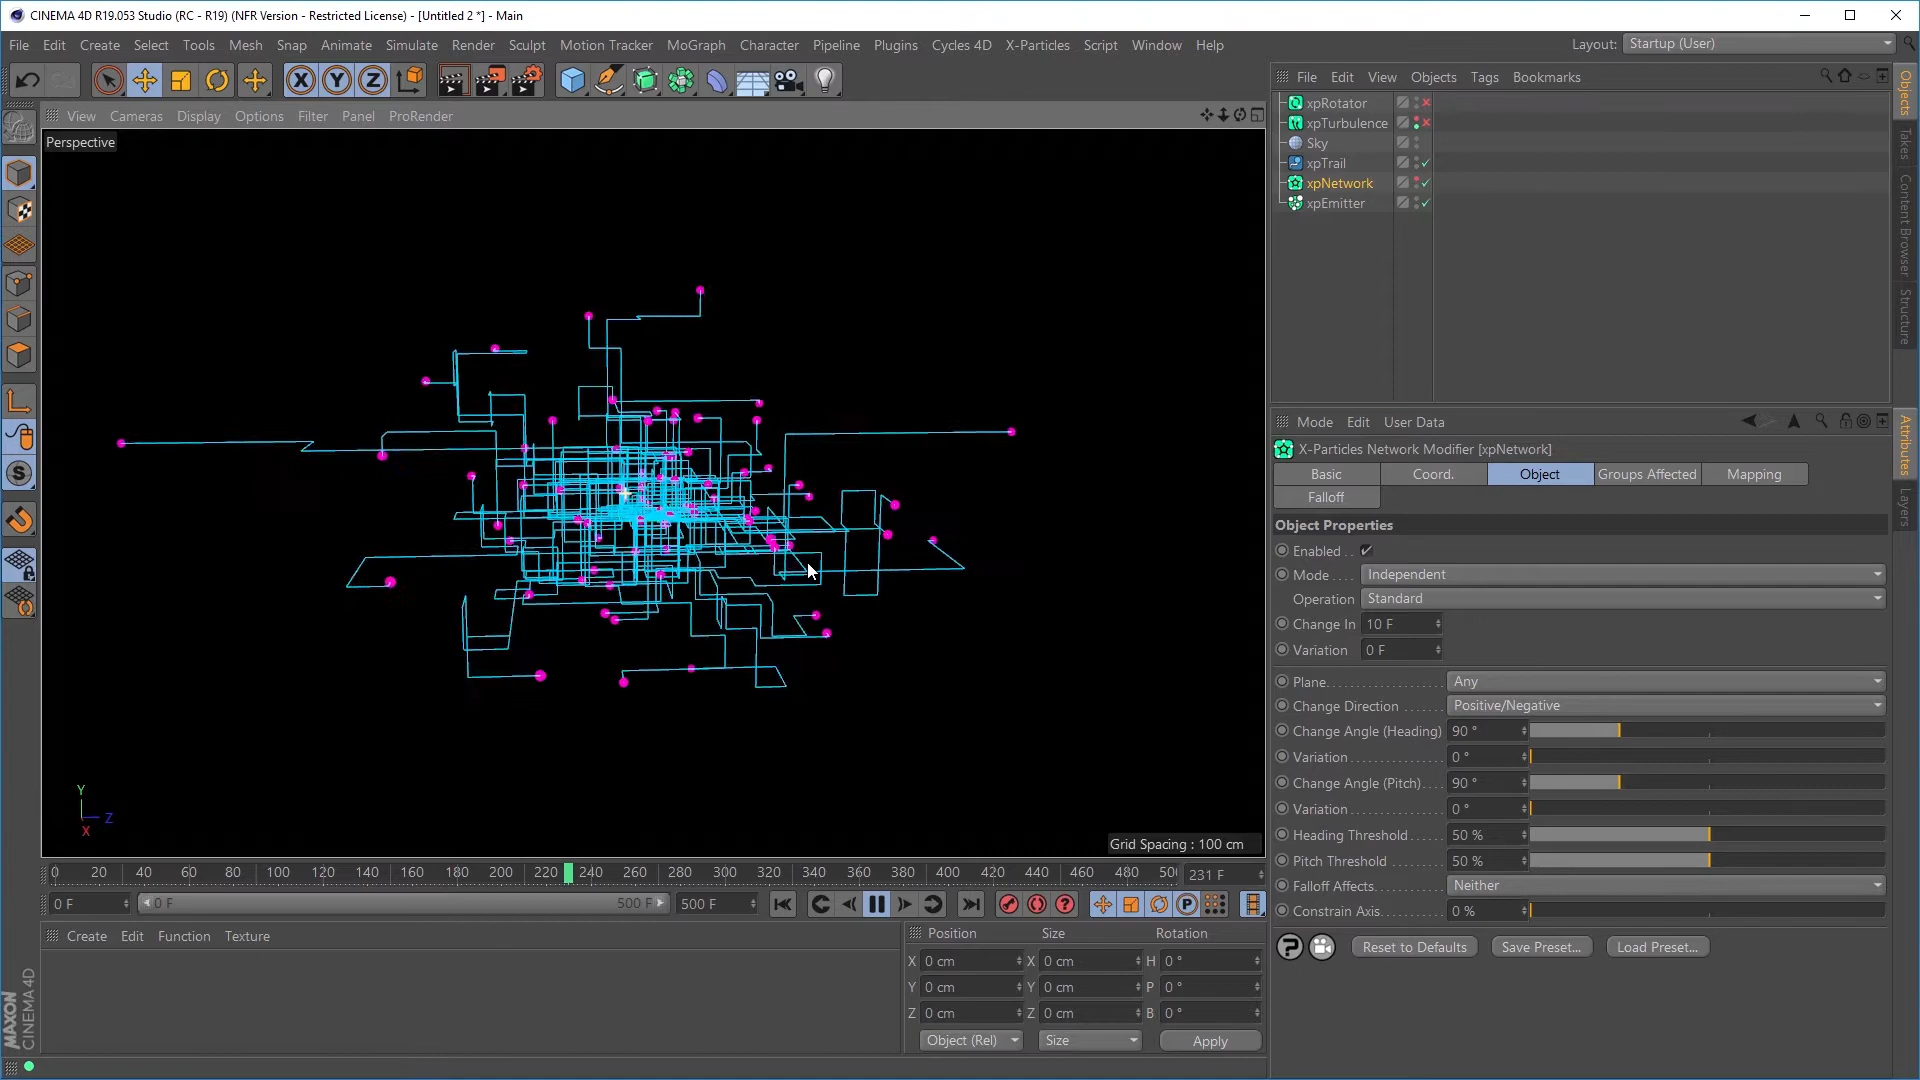 CINEMA 4D R19.053 Studio (RC - R19) (NFR Version - Restricted License) - [Untitled 2 *] - Main
File Edit Create Select Tools Mesh Snap Animate Simulate Render Sculpt Motion Tracker MoGraph Character Pipeline Plugins Cycles 4D X-Particles Script Window Help Layout: Startup (User)
X Y Z
File Edit View Objects Tags Bookmarks
View Cameras Display Options Filter Panel ProRender
Perspective
xpRotator
xpTurbulence
Sky
xpTrail
xpNetwork
xpEmitter
Objects
Takes
Content Browser
Structure
Mode Edit User Data
X-Particles Network Modifier [xpNetwork]
Basic Coord. Object Groups Affected Mapping
Falloff
Object Properties
Enabled . .
Mode . . . . Independent
Operation Standard
Change In 10 F
Variation 0 F
Plane. . . . . . . . . . . . . . . Any
Change Direction . . . . . . Positive/Negative
Change Angle (Heading) 90 °
Variation . . . . . . . . . . . . 0 °
Change Angle (Pitch). . . . 90 °
Variation . . . . . . . . . . . . 0 °
Heading Threshold . . . . . 50 %
Pitch Threshold . . . . . . . 50 %
Falloff Affects. . . . . . . . . Neither
Constrain Axis. . . . . . . . . 0 %
Reset to Defaults Save Preset... Load Preset...
Attributes
Layers
Y
Z
X
Grid Spacing : 100 cm
0 20 40 60 80 100 120 140 160 180 200 220 240 260 280 300 320 340 360 380 400 420 440 460 480 50 231 F
0 F 0 F 500 F 500 F
P
Create Edit Function Texture
Position Size Rotation
X 0 cm X 0 cm H 0 °
Y 0 cm Y 0 cm P 0 °
Z 0 cm Z 0 cm B 0 °
Object (Rel) Size Apply
MAXON
CINEMA 4D